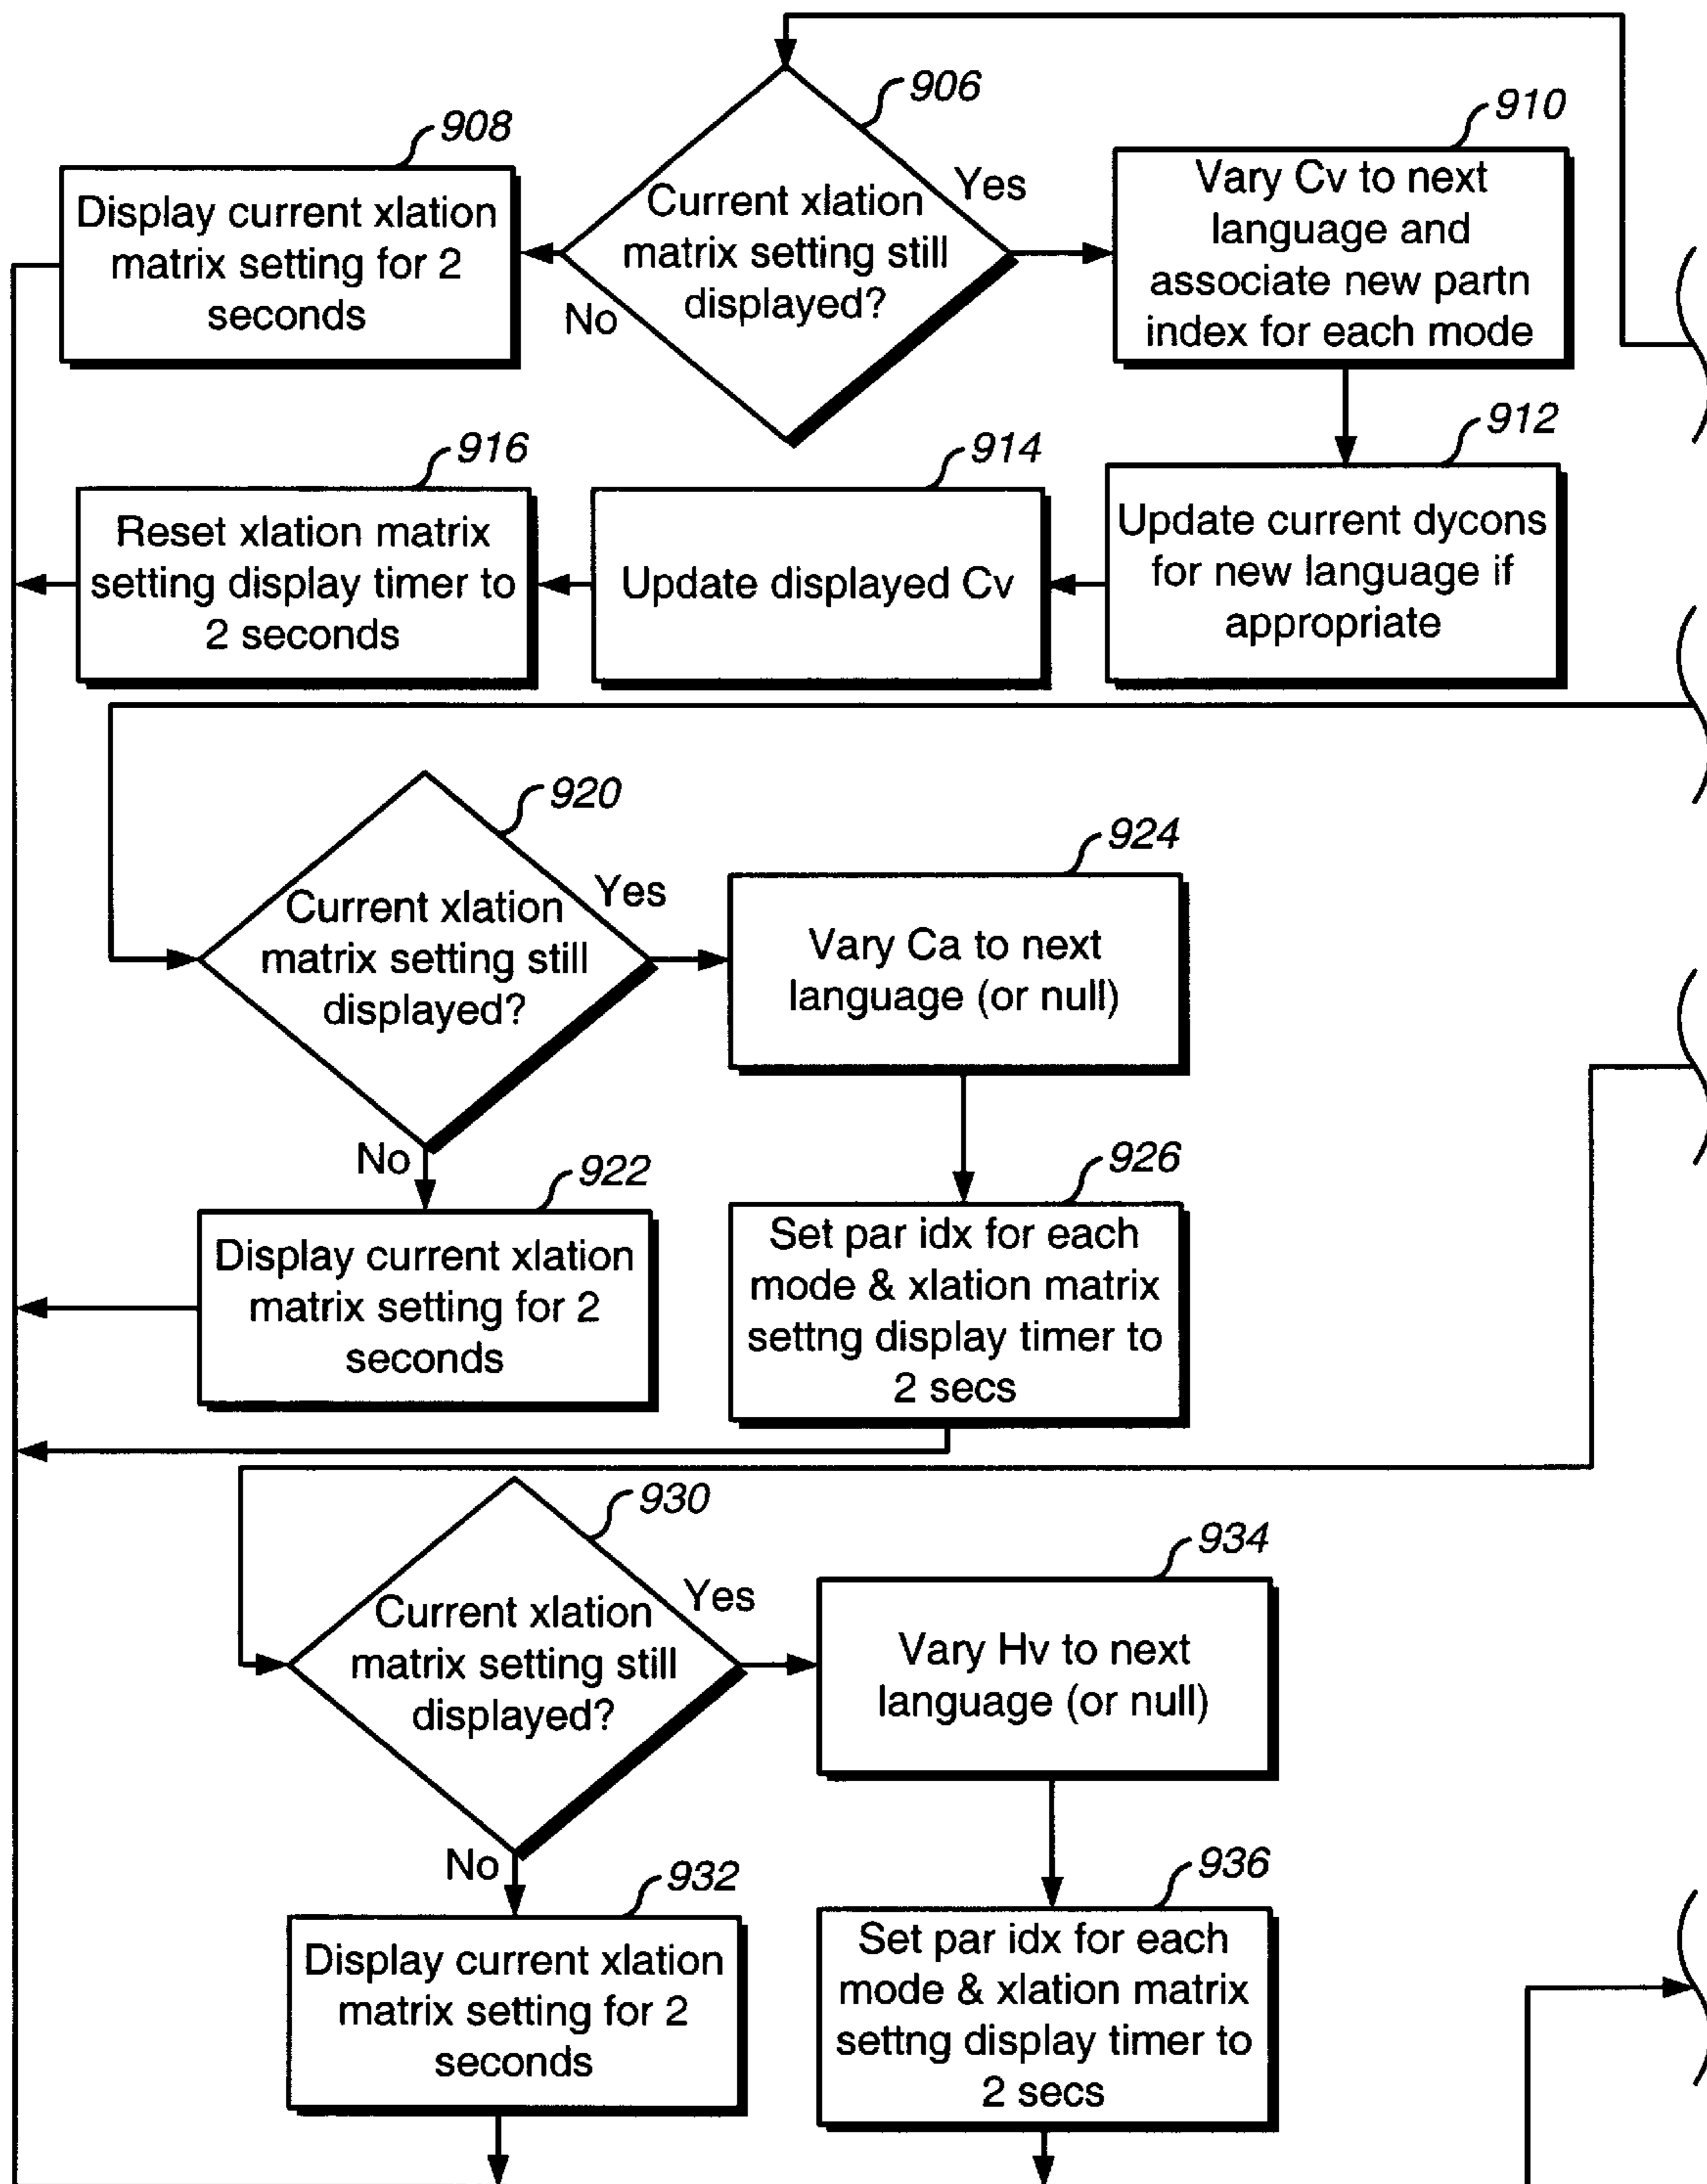 906
908
910
Display current xlation
matrix setting for 2
seconds
Current xlation
matrix setting still
displayed?
Yes
No
Vary Cv to next
language and
associate new partn
index for each mode
916
914
912
Reset xlation matrix
setting display timer to
2 seconds
Update displayed Cv
Update current dycons
for new language if
appropriate
920
Current xlation
matrix setting still
displayed?
Yes
No
924
Vary Ca to next
language (or null)
922
Display current xlation
matrix setting for 2
seconds
926
Set par idx for each
mode & xlation matrix
settng display timer to
2 secs
930
Current xlation
matrix setting still
displayed?
Yes
No
934
Vary Hv to next
language (or null)
932
Display current xlation
matrix setting for 2
seconds
936
Set par idx for each
mode & xlation matrix
settng display timer to
2 secs